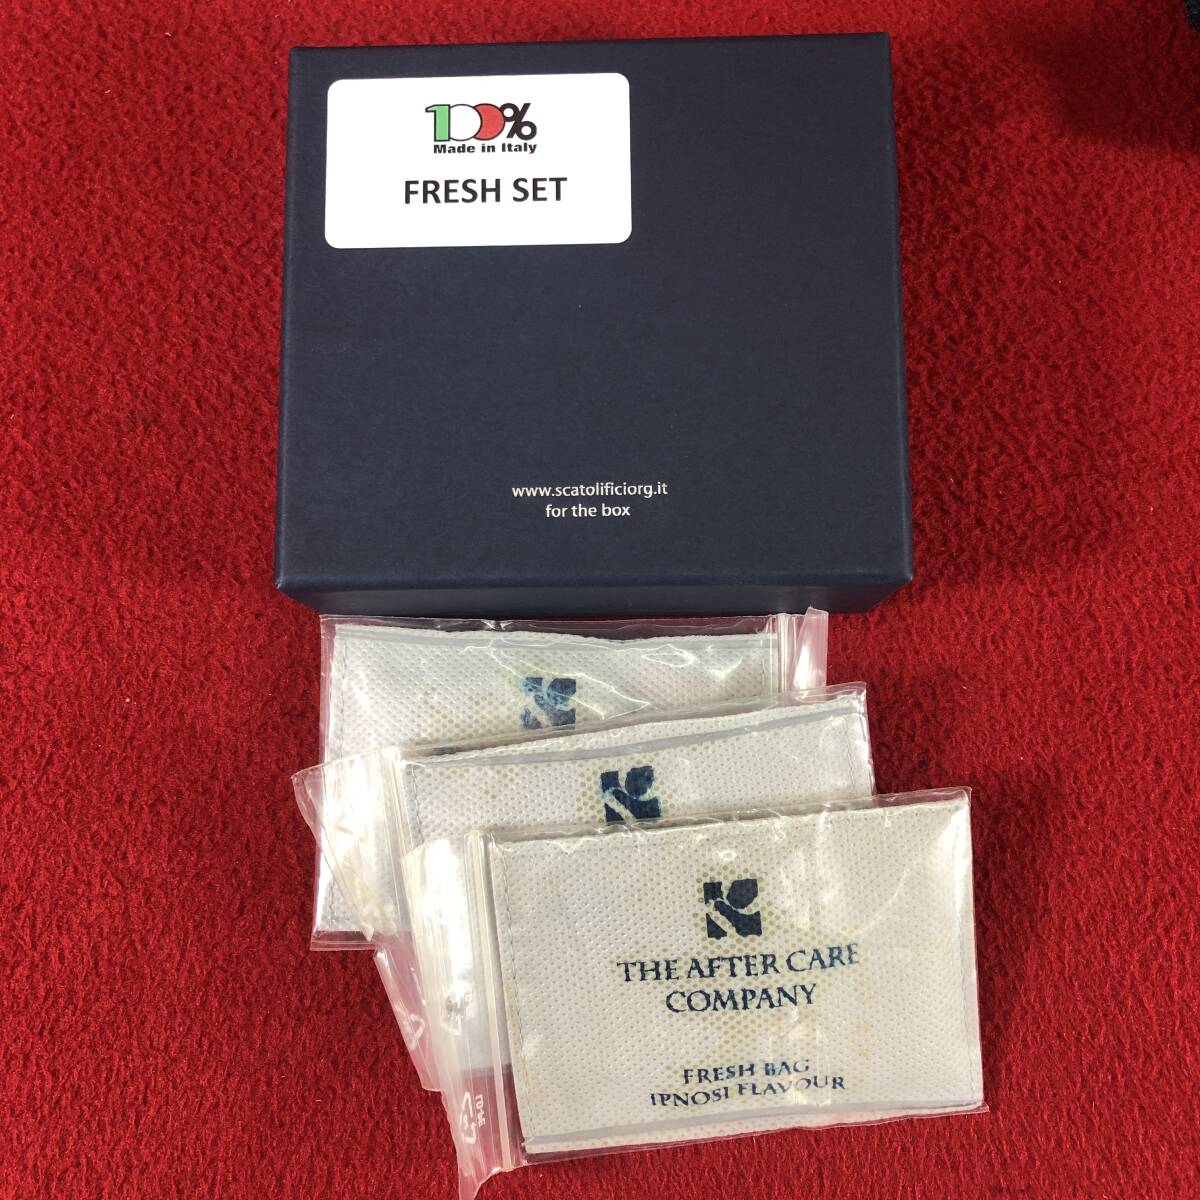 100%
Made in Italy
FRESH SET
www.scatolificiorg.it
for the box
THE AFTER CARE
COMPANY
FRESH BAG
IPNOSI FLAVOUR